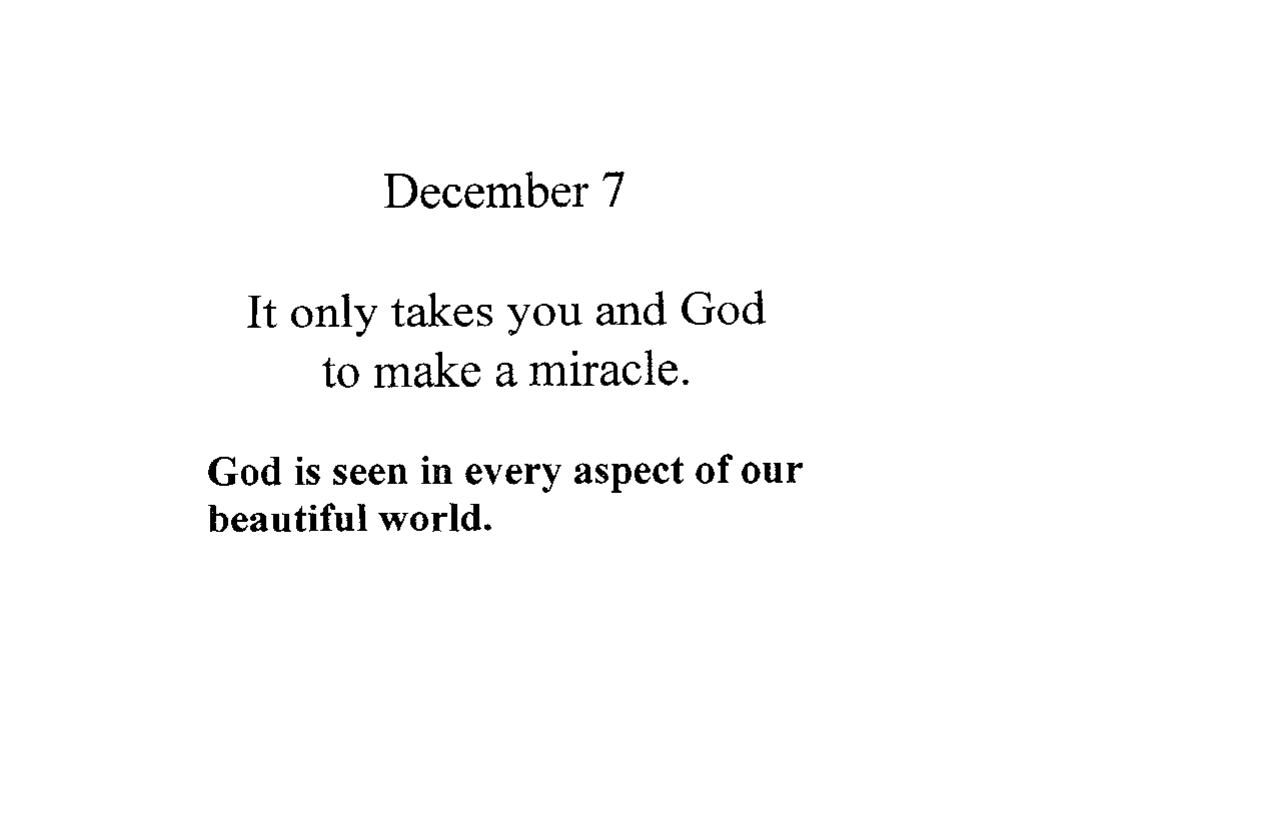 December 7
It only takes you and God
to make a miracle.
God is seen in every aspect of our
beautiful world.